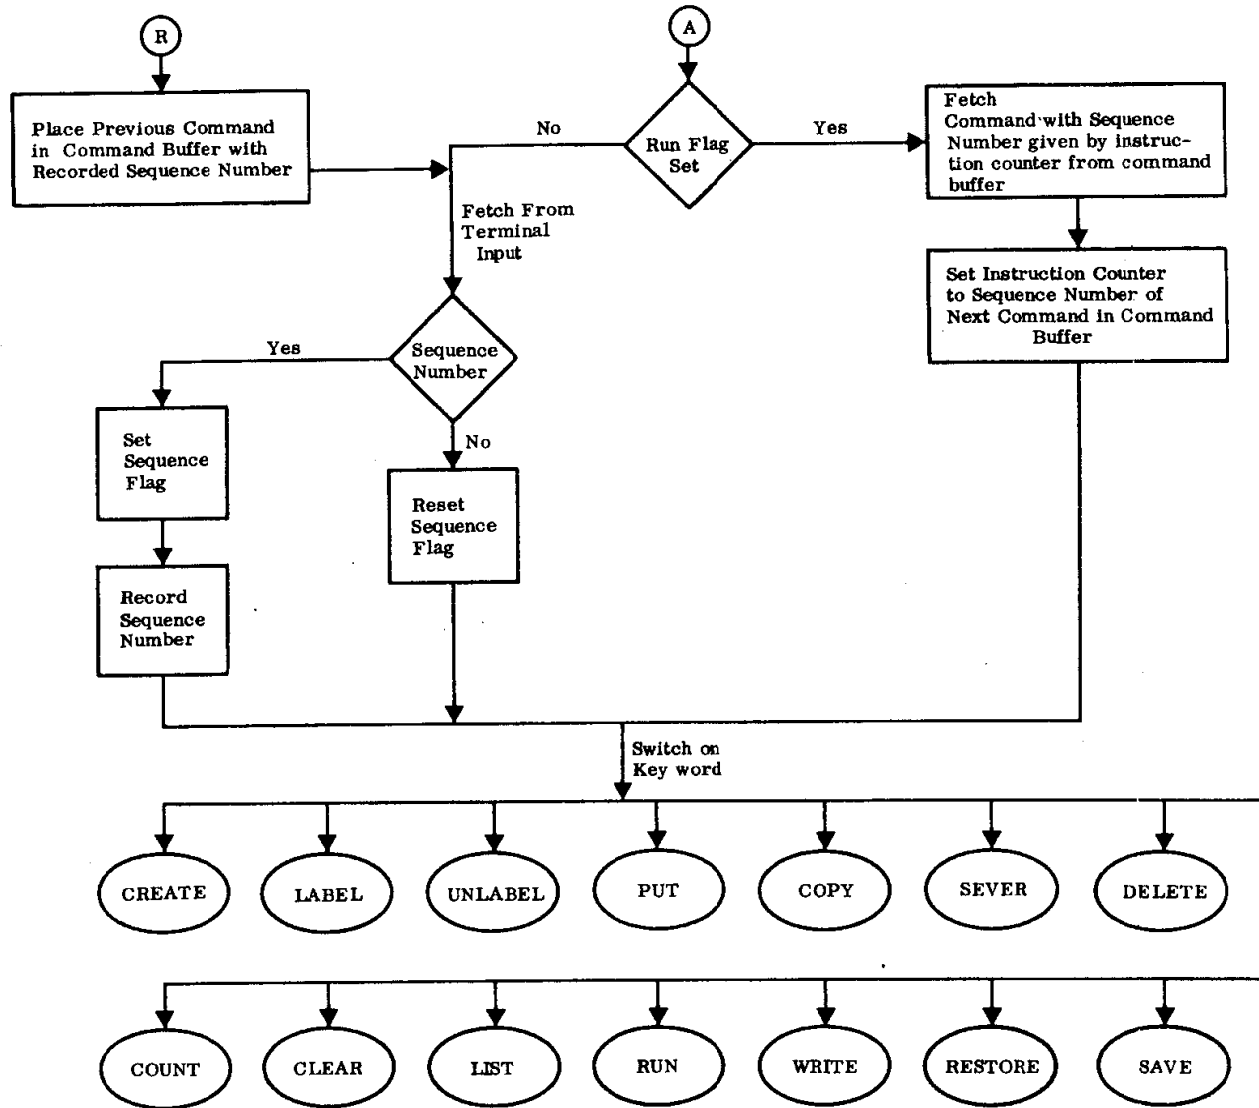 R
A
Place Previous Command
in Command Buffer with
Recorded Sequence Number
No
Run Flag
Set
Yes
Fetch
Command with Sequence
Number given by instruc-
tion counter from command
buffer
Fetch From
Terminal
Input
Set Instruction Counter
to Sequence Number of
Next Command in Command
Buffer
Yes
Sequence
Number
No
Set
Sequence
Flag
Reset
Sequence
Flag
Record
Sequence
Number
Switch on
Key word
CREATE
LABEL
UNLABEL
PUT
COPY
SEVER
DELETE
COUNT
CLEAR
LIST
RUN
WRITE
RESTORE
SAVE